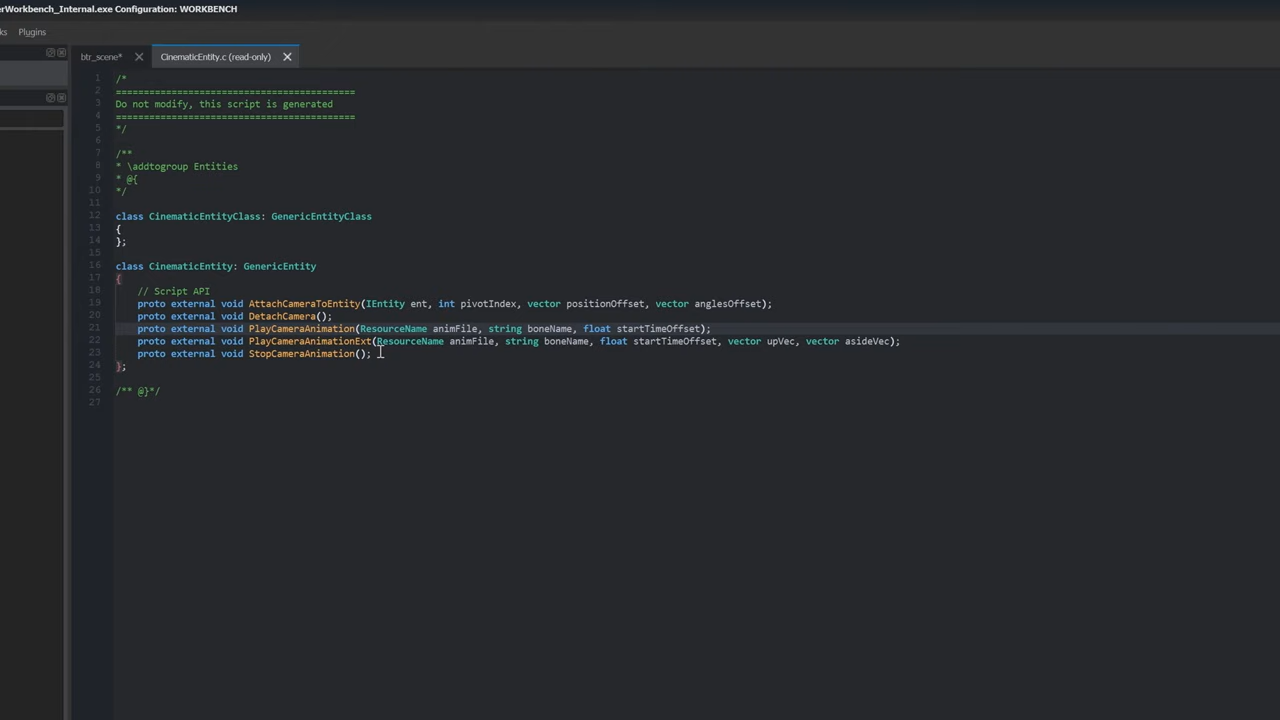 erWorkbench_Internal.exe Configuration: WORKBENCH
ks Plugins
btr_scene* CinematicEntity.c (read-only)
1 /*
2 ===========================================
3 Do not modify, this script is generated
4 ===========================================
5 */
6
7 /**
8 * \addtogroup Entities
9 * @{
10 */
11
12 class CinematicEntityClass: GenericEntityClass
13 {
14 };
15
16 class CinematicEntity: GenericEntity
17 {
18 // Script API
19 proto external void AttachCameraToEntity(IEntity ent, int pivotIndex, vector positionOffset, vector anglesOffset);
20 proto external void DetachCamera();
21 proto external void PlayCameraAnimation(ResourceName animFile, string boneName, float startTimeOffset);
22 proto external void PlayCameraAnimationExt(ResourceName animFile, string boneName, float startTimeOffset, vector upVec, vector asideVec);
23 proto external void StopCameraAnimation();
24 };
25
26 /** @}*/
27